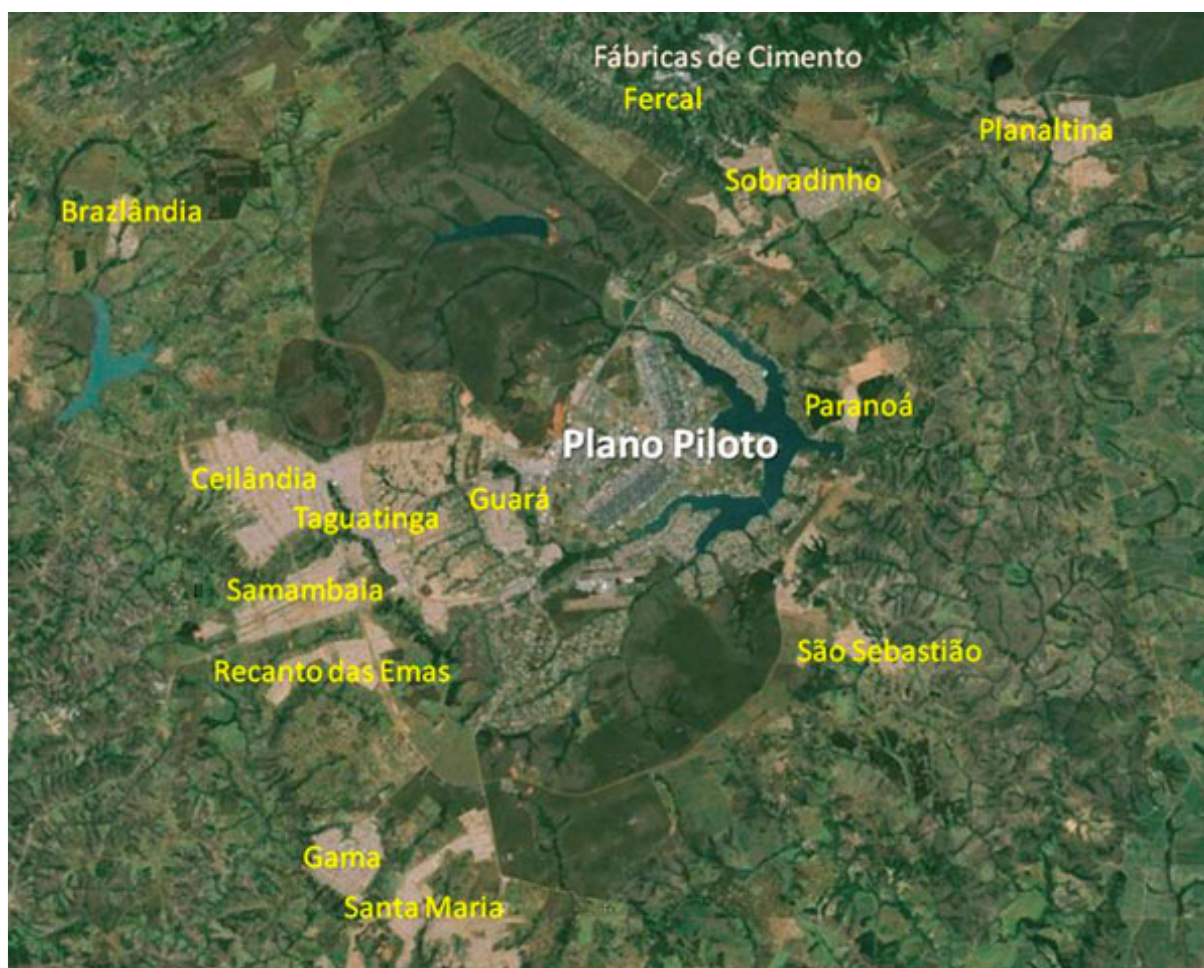 Fábricas de Cimento
Fercal
Planaltina
Sobradinho
Brazlândia
Paranoá
Plano Piloto
Ceilândia
Guará
Taguatinga
Samambaia
São Sebastião
Recanto das Emas
Gama
Santa Maria